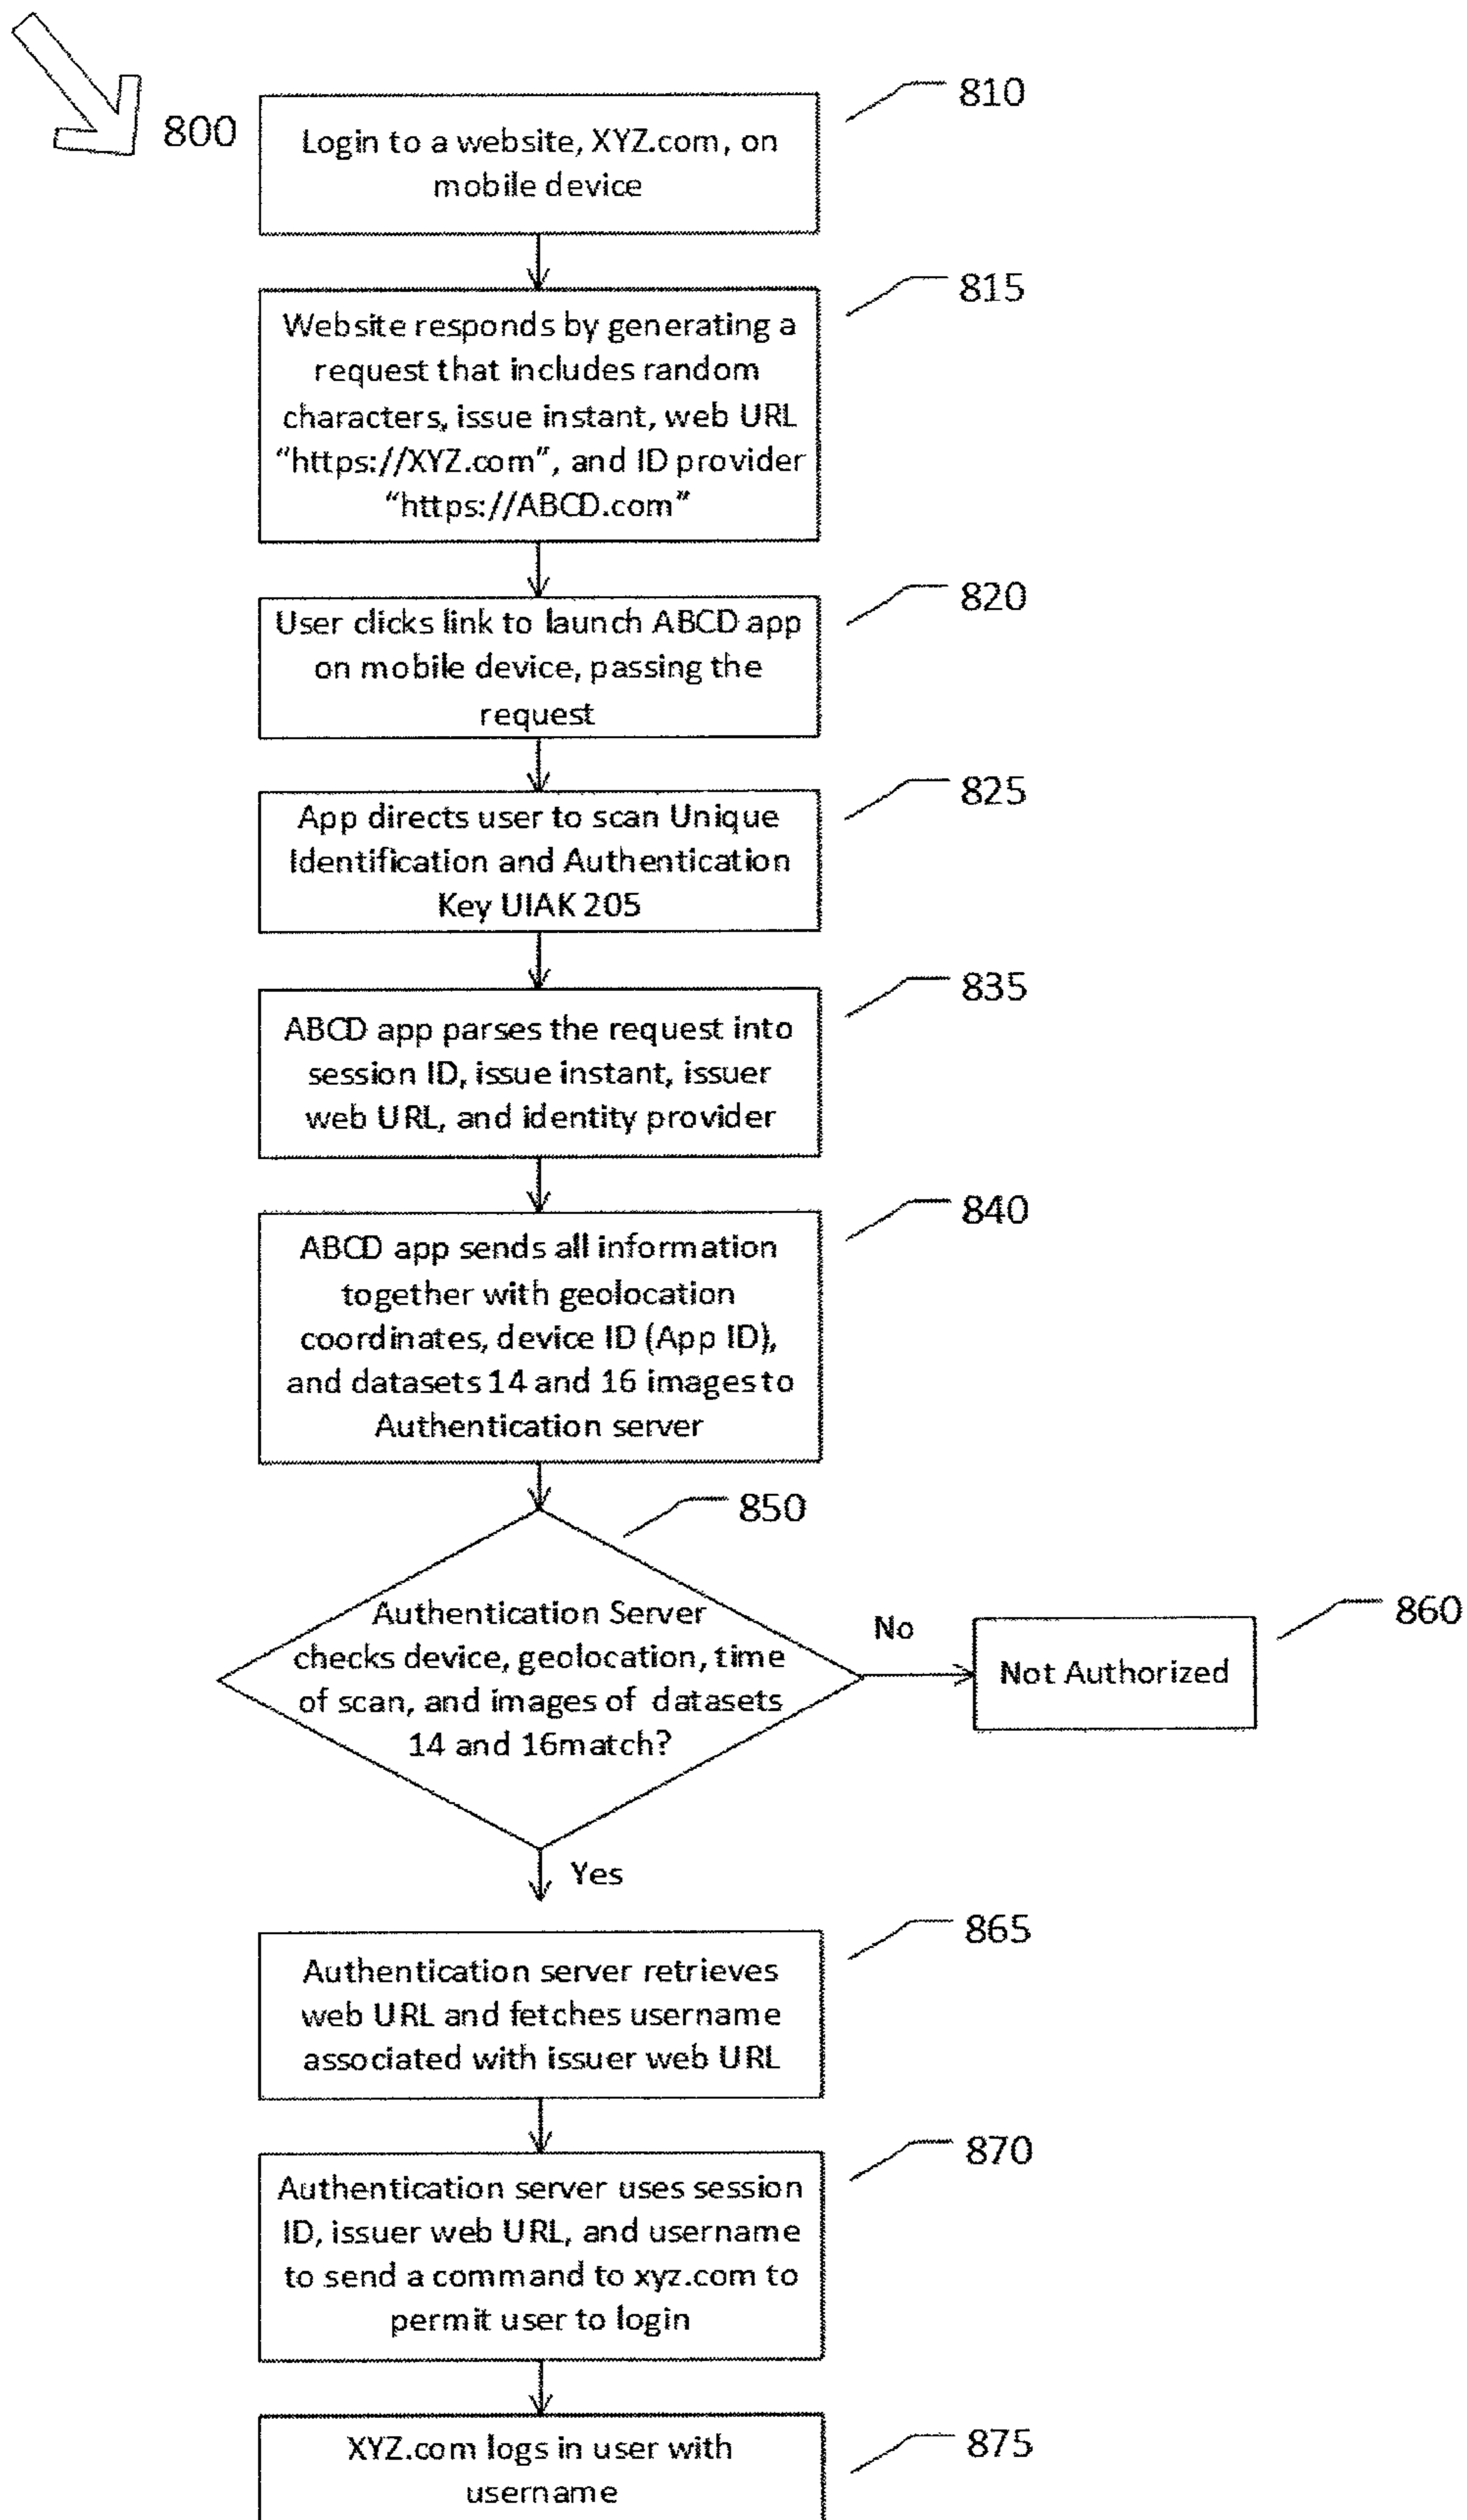 800
810
Login to a website, XYZ.com, on
mobile device
815
Website responds by generating a
request that includes random
characters, issue instant, web URL
“https://XYZ.com”, and ID provider
“https://ABCD.com”
820
User clicks link to launch ABCD app
on mobile device, passing the
request
825
App directs user to scan Unique
Identification and Authentication
Key UIAK 205
835
ABCD app parses the request into
session ID, issue instant, issuer
web URL, and identity provider
840
ABCD app sends all information
together with geolocation
coordinates, device ID (App ID),
and datasets 14 and 16 images to
Authentication server
850
Authentication Server
checks device, geolocation, time
of scan, and images of datasets
14 and 16match?
No
860
Not Authorized
Yes
865
Authentication server retrieves
web URL and fetches username
associated with issuer web URL
870
Authentication server uses session
ID, issuer web URL, and username
to send a command to xyz.com to
permit user to login
875
XYZ.com logs in user with
username